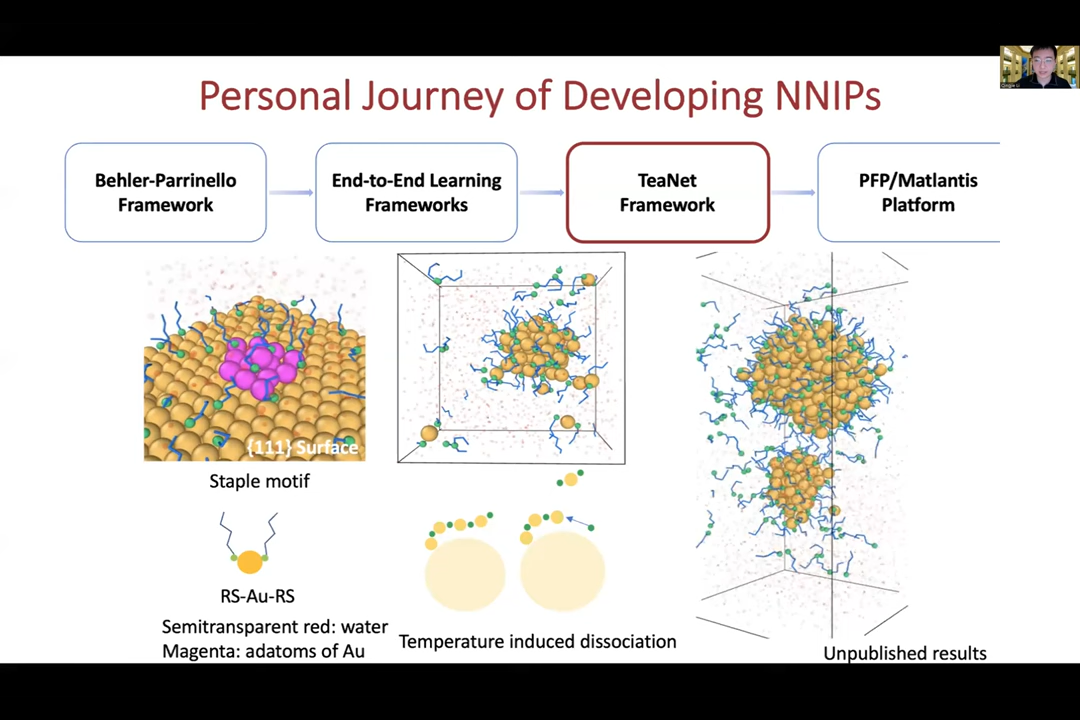 Personal Journey of Developing NNIPs
Behler-Parrinello
Framework
End-to-End Learning
Frameworks
TeaNet
Framework
PFP/Matlantis
Platform
{111} Surface
Staple motif
RS-Au-RS
Semitransparent red: water
Magenta: adatoms of Au
Temperature induced dissociation
Unpublished results